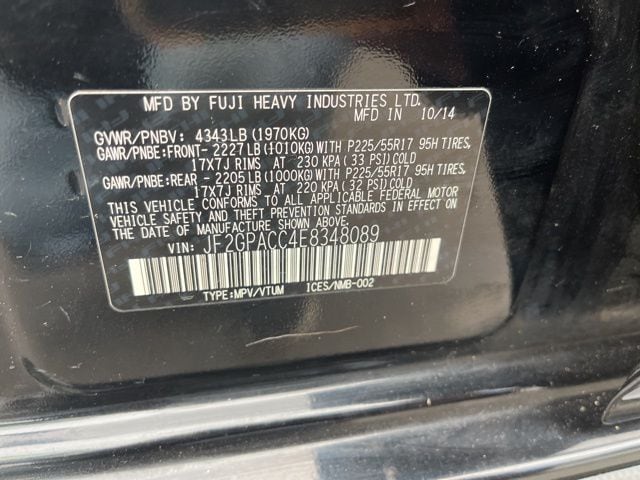 MFD BY FUJI HEAVY INDUSTRIES LTD.
MFD IN 10/14
GVWR/PNBV: 4343LB (1970KG)
GAWR/PNBE:FRONT- 2227LB (1010KG) WITH P225/55R17 95H TIRES,
17X7J RIMS AT 230 KPA (33 PSI) COLD
GAWR/PNBE:REAR - 2205LB (1000KG) WITH P225/55R17 95H TIRES,
17X7J RIMS AT 220 KPA (32 PSI) COLD
THIS VEHICLE CONFORMS TO ALL APPLICABLE FEDERAL MOTOR
VEHICLE SAFETY AND THEFT PREVENTION STANDARDS IN EFFECT ON
THE DATE OF MANUFACTURE SHOWN ABOVE.
VIN: JF2GPACC4E8348089
TYPE:MPV/VTUM ICES/NMB-002